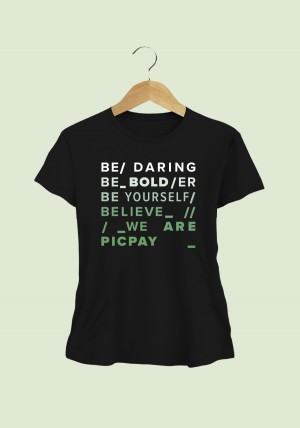 BE/ DARING
BE_BOLD/ER
BE YOURSELF/
BELIEVE_ //
/ _WE ARE
PICPAY _